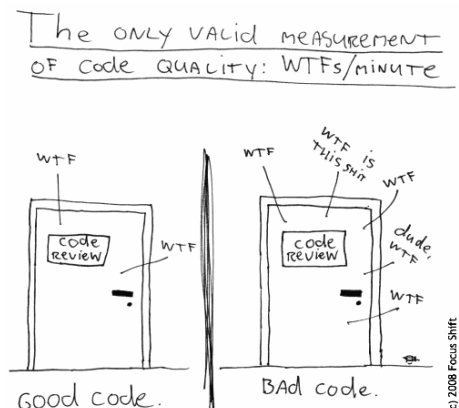 The ONLY VALID MEASUREMENT
OF Code QUALITY: WTFs/MINUTE
WTF
code
REVIEW
WTF
Good code.
WTF
WTF is
THIS SHIT
WTF
code
REVIEW
dude,
WTF
WTF
BAd code.
(c) 2008 Focus Shift